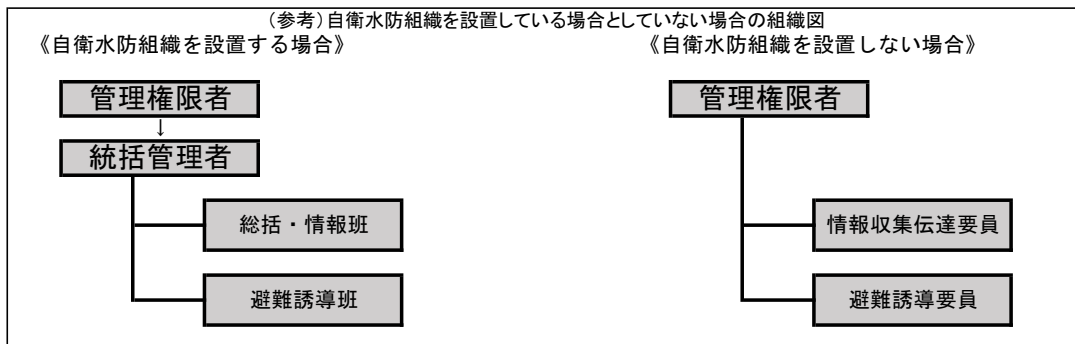 (参考)自衛水防組織を設置している場合としていない場合の組織図
《自衛水防組織を設置する場合》
管理権限者
↓
統括管理者
総括・情報班
避難誘導班
《自衛水防組織を設置しない場合》
管理権限者
情報収集伝達要員
避難誘導要員